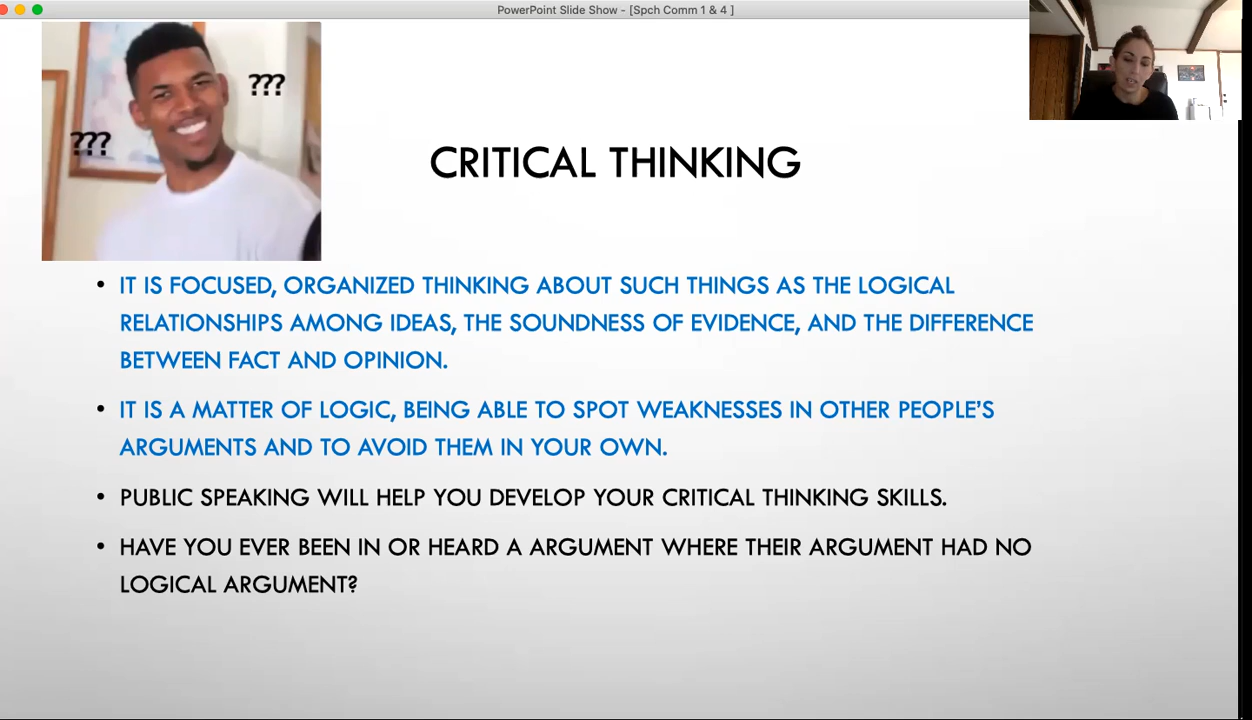 PowerPoint Slide Show - [Spch Comm 1 & 4 ]
???
???
CRITICAL THINKING
• IT IS FOCUSED, ORGANIZED THINKING ABOUT SUCH THINGS AS THE LOGICAL
RELATIONSHIPS AMONG IDEAS, THE SOUNDNESS OF EVIDENCE, AND THE DIFFERENCE
BETWEEN FACT AND OPINION.
• IT IS A MATTER OF LOGIC, BEING ABLE TO SPOT WEAKNESSES IN OTHER PEOPLE’S
ARGUMENTS AND TO AVOID THEM IN YOUR OWN.
• PUBLIC SPEAKING WILL HELP YOU DEVELOP YOUR CRITICAL THINKING SKILLS.
• HAVE YOU EVER BEEN IN OR HEARD A ARGUMENT WHERE THEIR ARGUMENT HAD NO
LOGICAL ARGUMENT?